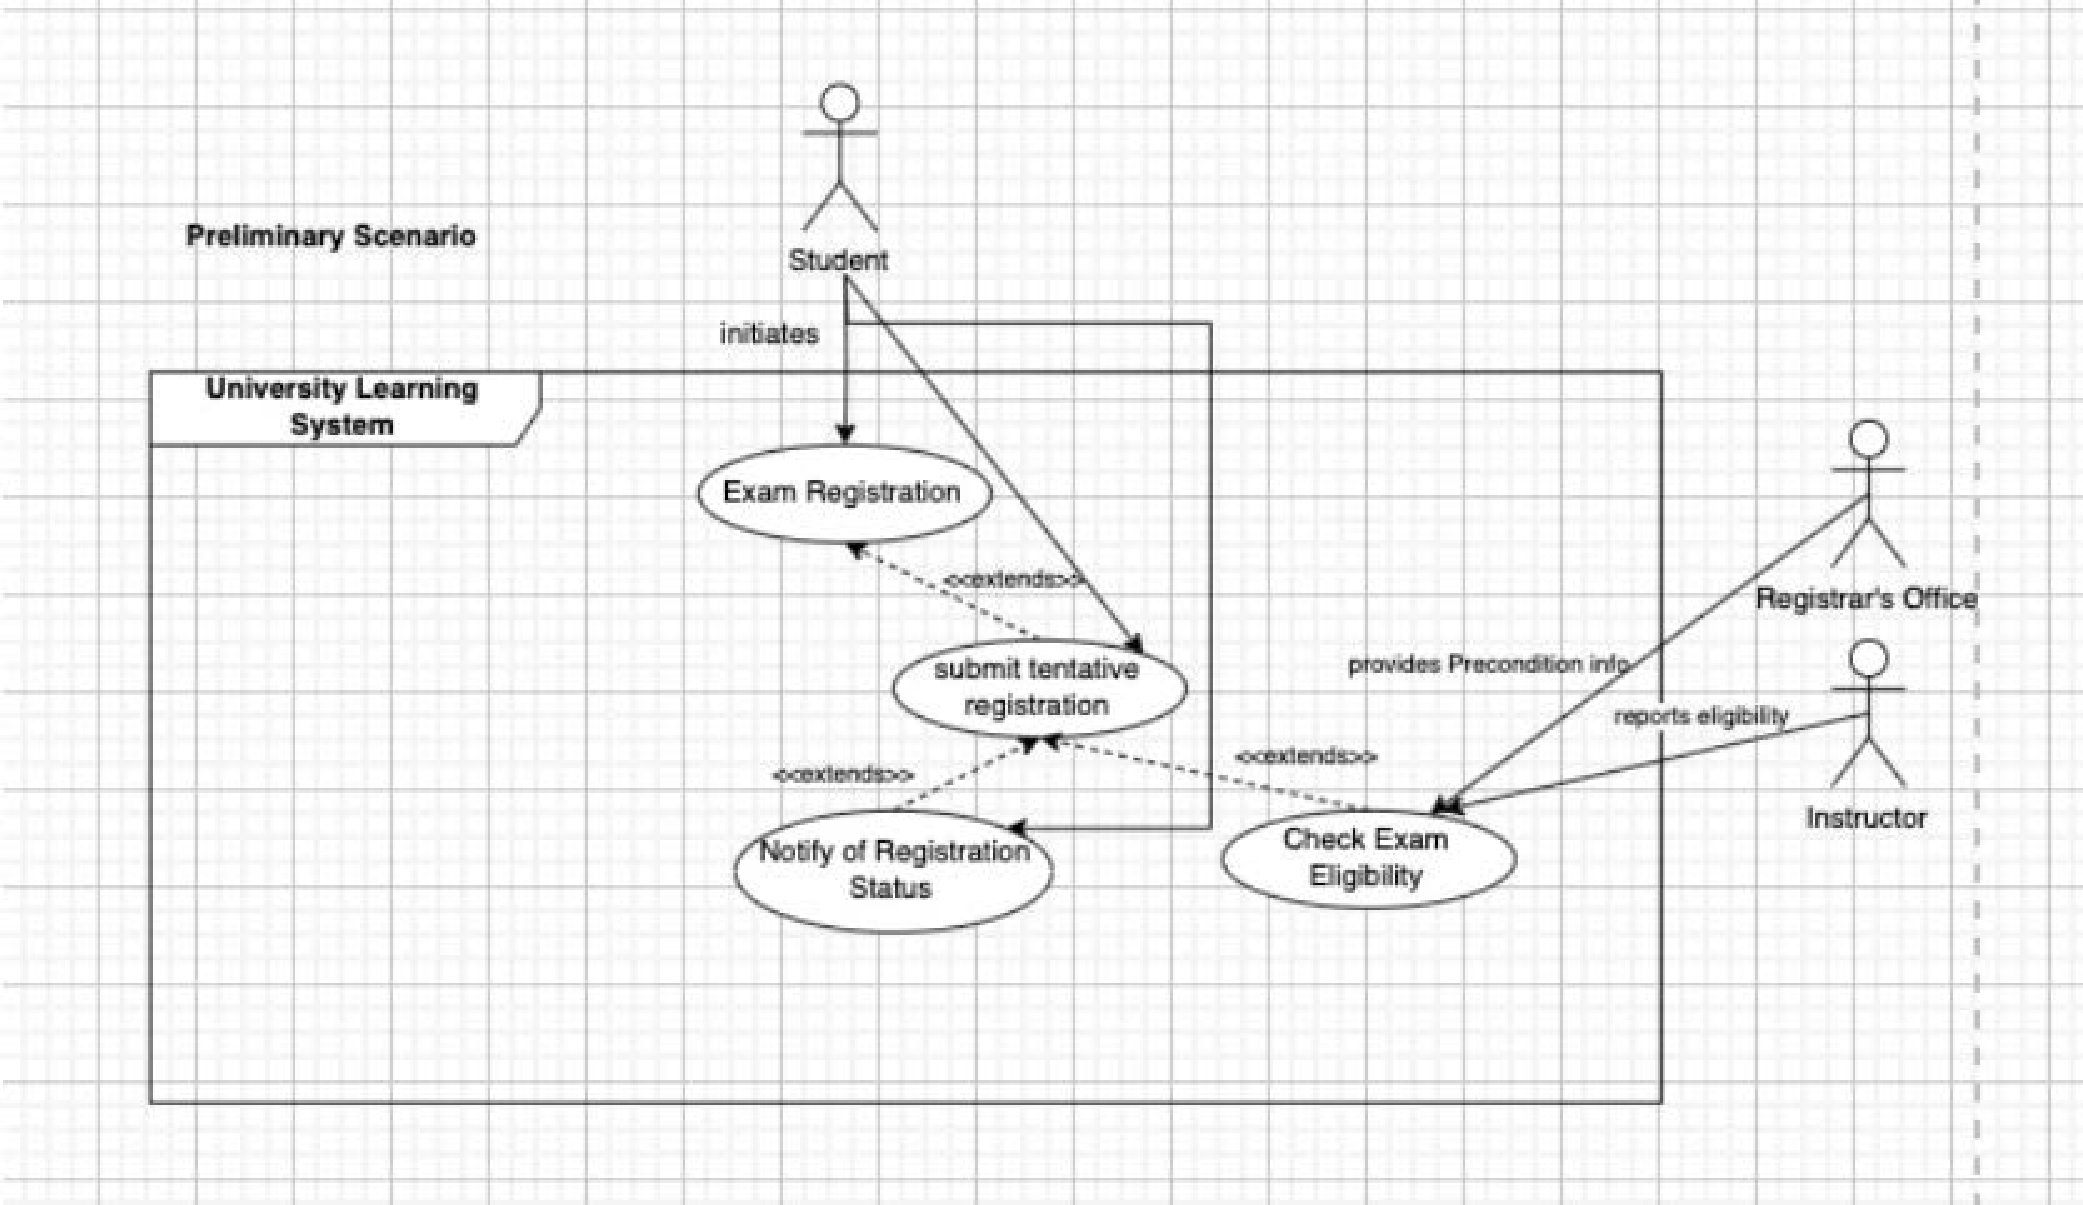 Preliminary Scenario
Student
initiates
University Learning
System
Exam Registration
<<extends>>
Registrar's Office
submit tentative
registration
provides Precondition info
reports eligibility
<<extends>>
<<extends>>
Instructor
Notify of Registration
Status
Check Exam
Eligibility